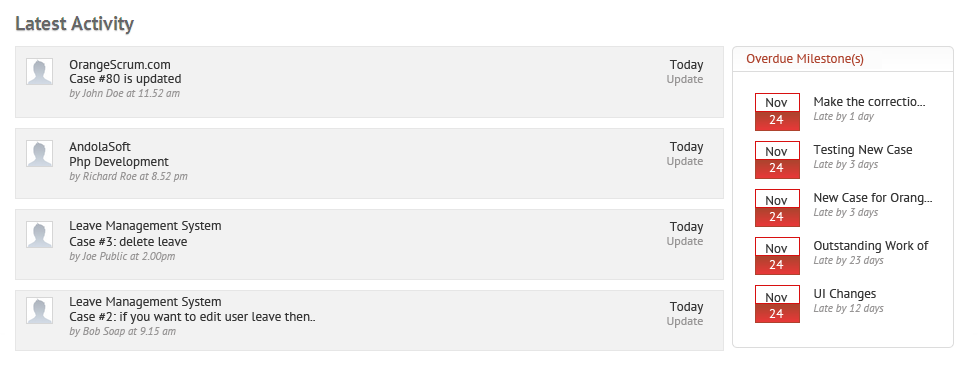 Latest Activity
OrangeScrum.com
Case #80 is updated
by John Doe at 11.52 am
Today
Update
AndolaSoft
Php Development
by Richard Roe at 8.52 pm
Today
Update
Leave Management System
Case #3: delete leave
by Joe Public at 2.00pm
Today
Update
Leave Management System
Case #2: if you want to edit user leave then..
by Bob Soap at 9.15 am
Today
Update
Overdue Milestone(s)
Nov
24
Make the correctio...
Late by 1 day
Nov
24
Testing New Case
Late by 3 days
Nov
24
New Case for Orang...
Late by 3 days
Nov
24
Outstanding Work of
Late by 23 days
Nov
24
UI Changes
Late by 12 days